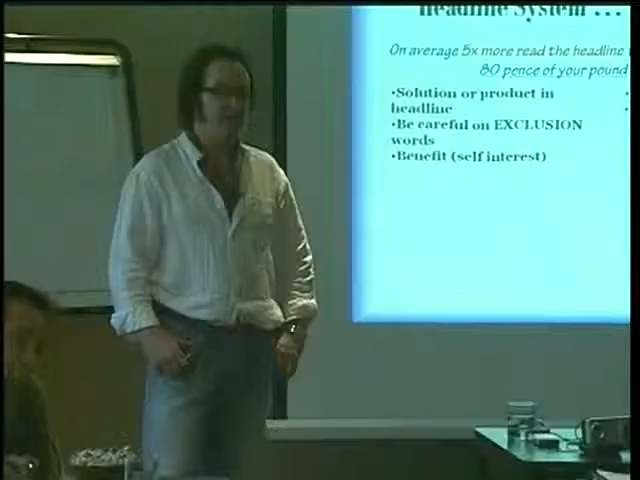 Headline System ...
On average 5x more read the headline
80 pence of your pound
•Solution or product in
headline
•Be careful on EXCLUSION
words
•Benefit (self interest)